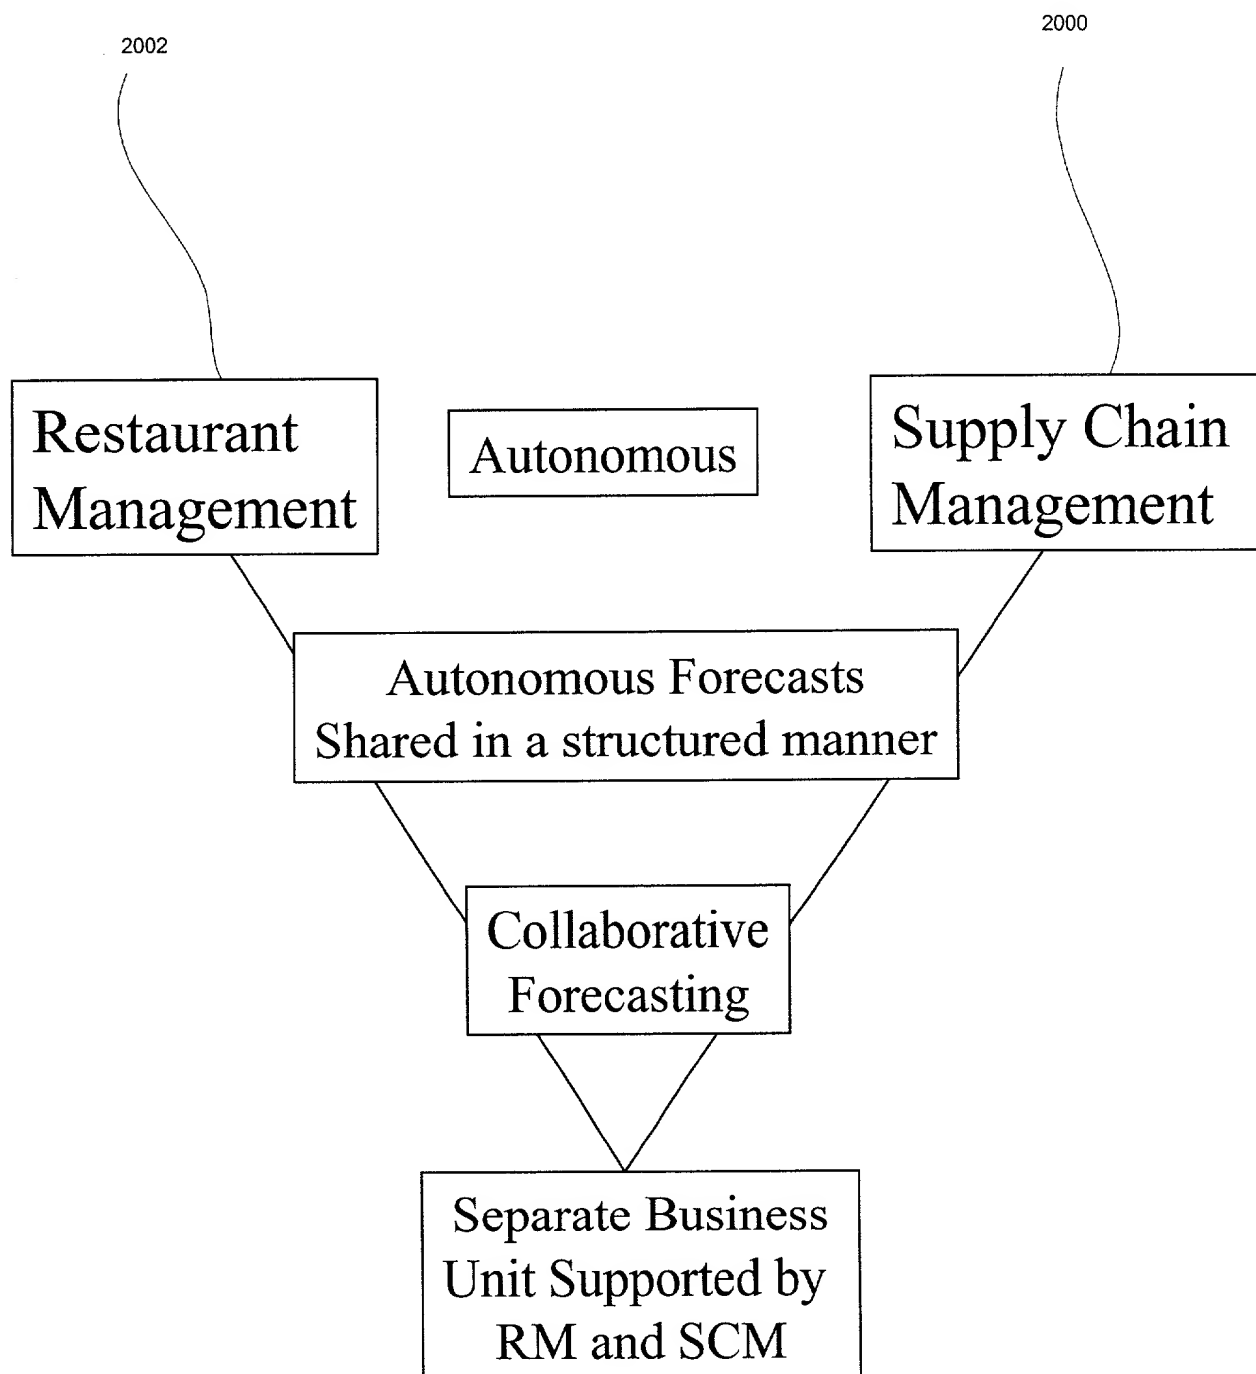 2002
2000
Restaurant
Management
Autonomous
Supply Chain
Management
Autonomous Forecasts
Shared in a structured manner
Collaborative
Forecasting
Separate Business
Unit Supported by
RM and SCM